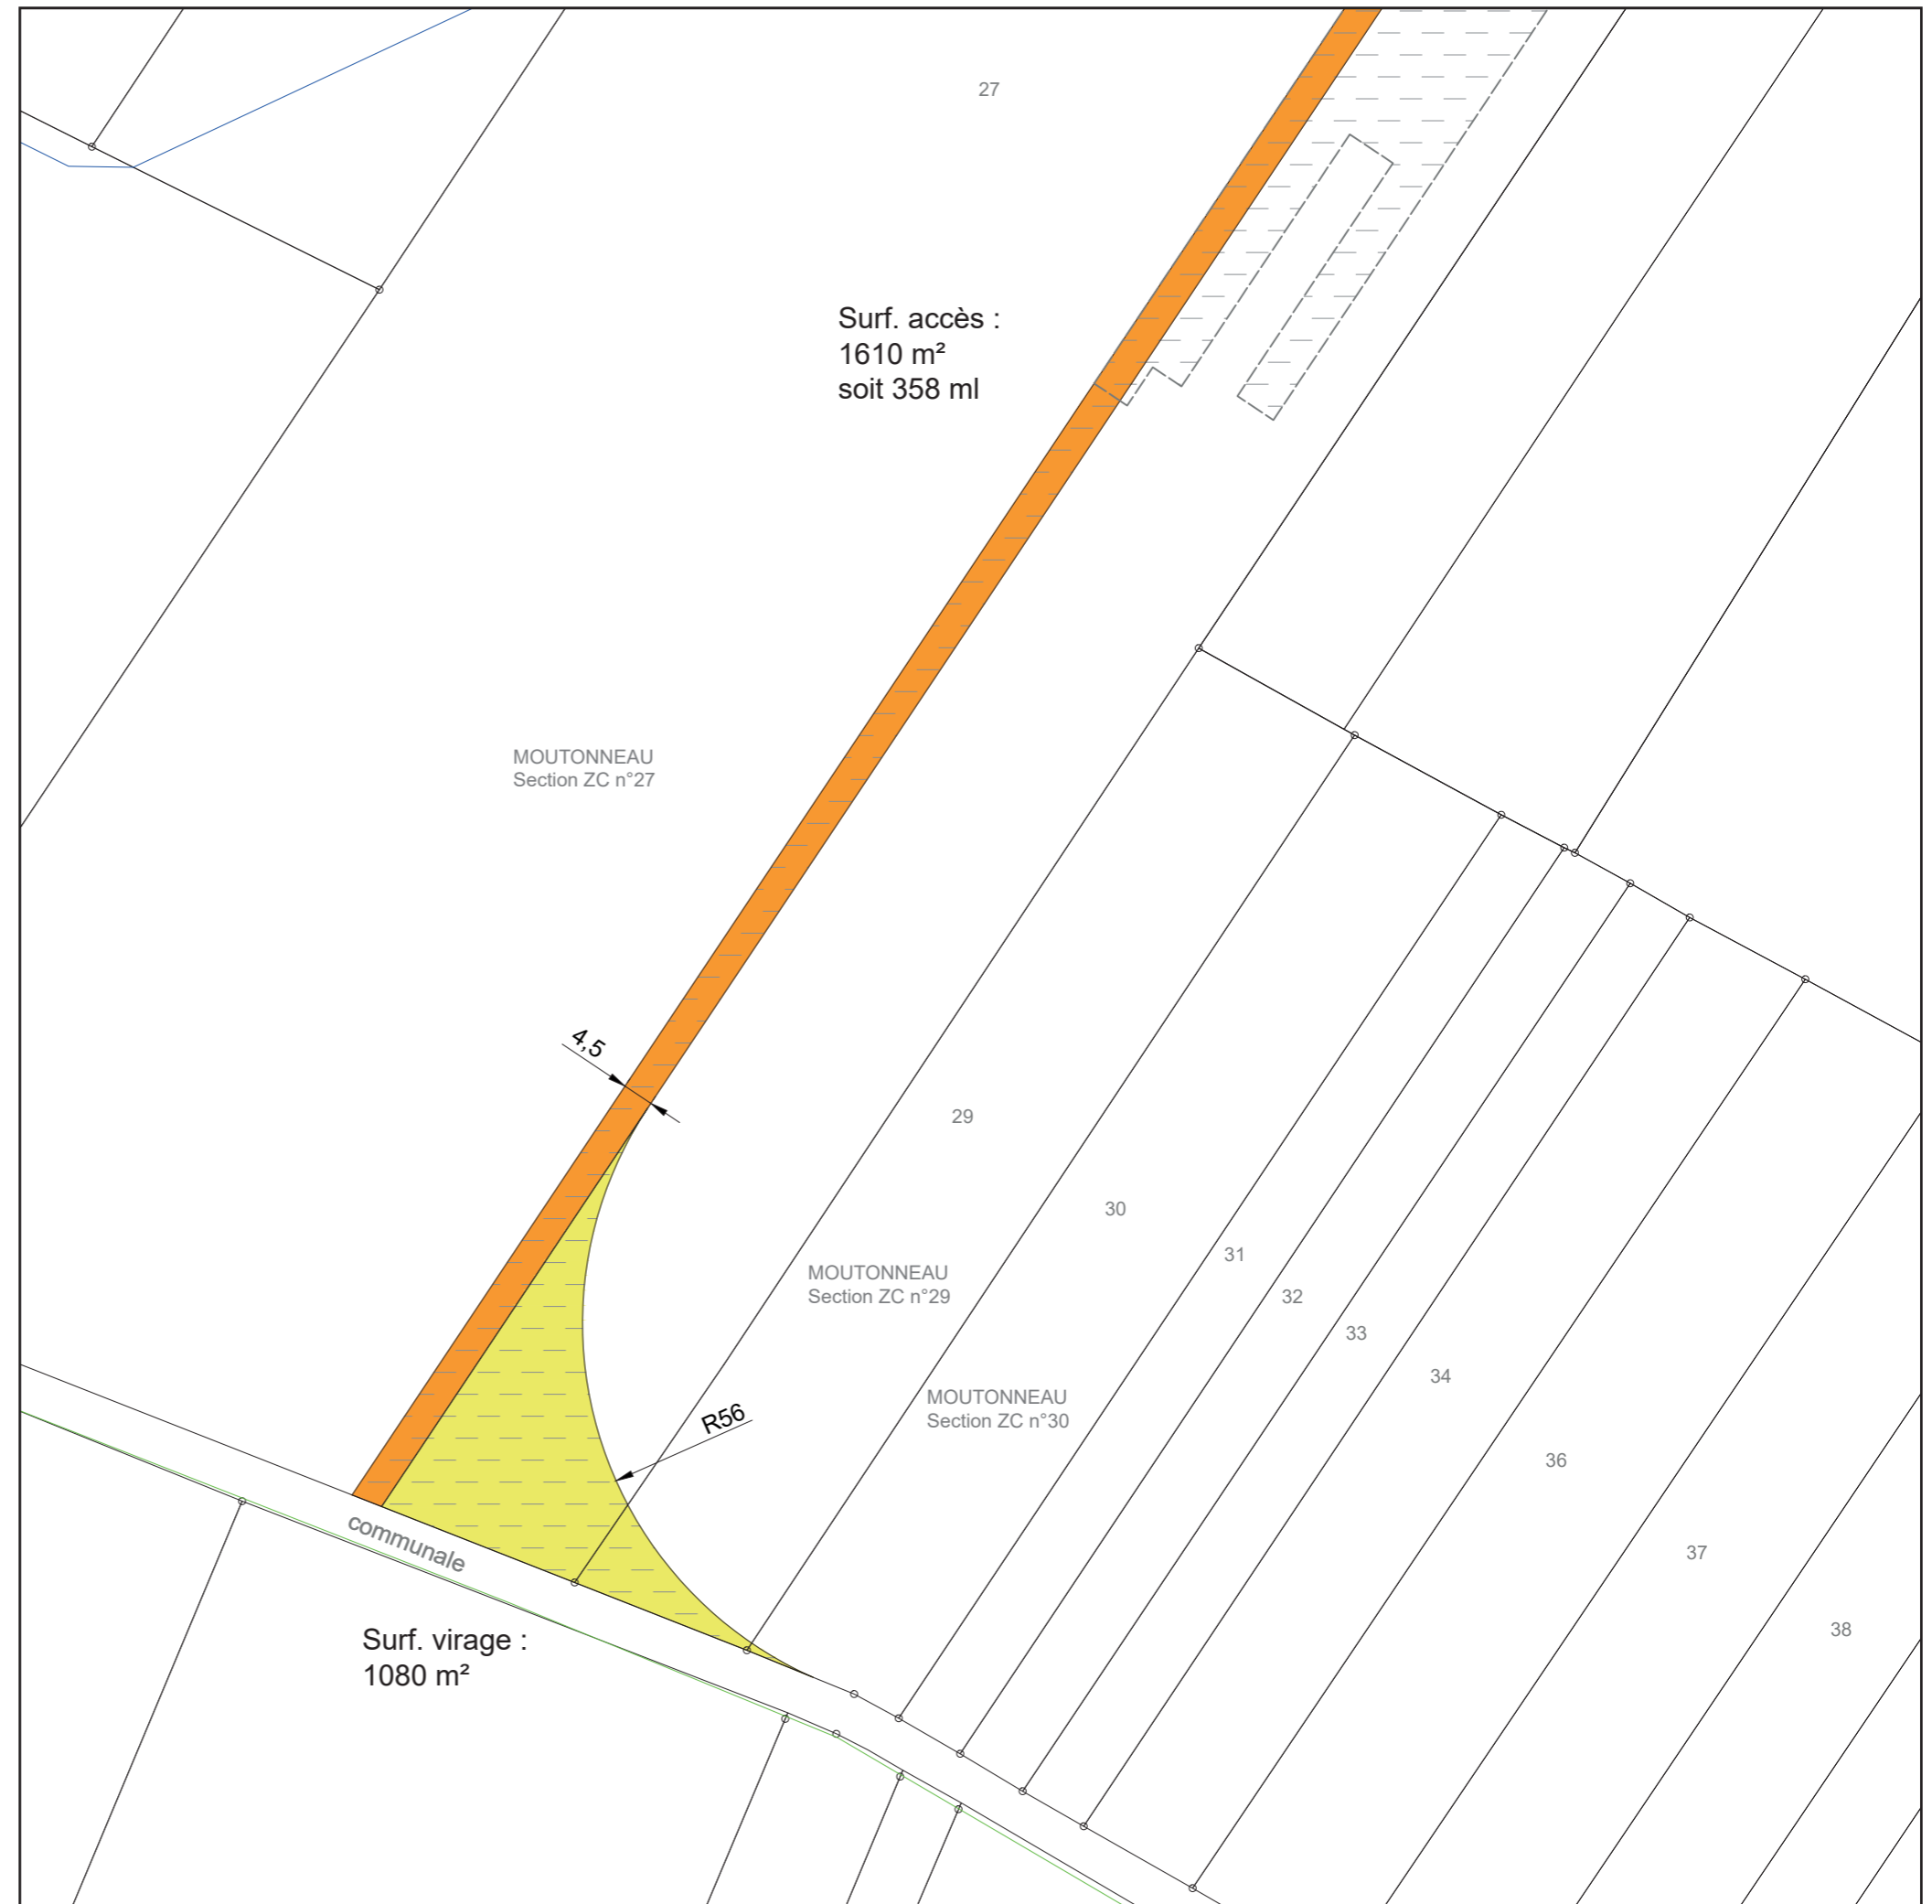 27
Surf. accès :
1610 m²
soit 358 ml
MOUTONNEAU
Section ZC n°27
4,5
29
30
31
MOUTONNEAU
Section ZC n°29
32
33
34
MOUTONNEAU
Section ZC n°30
R56
36
communale
37
Surf. virage :
1080 m²
38